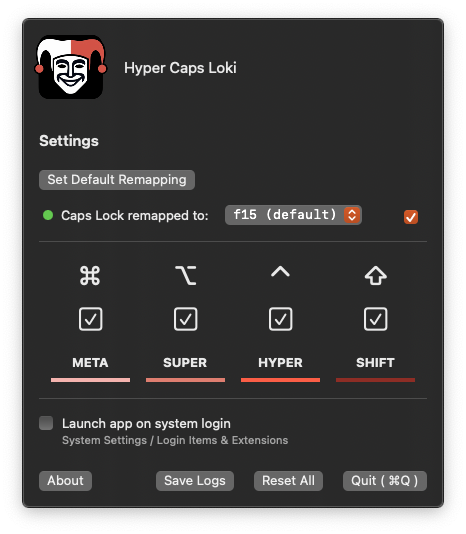 Hyper Caps Loki
Settings
Set Default Remapping
Caps Lock remapped to: f15 (default)
⌘ ⌥ ^ ⇧
META SUPER HYPER SHIFT
Launch app on system login
System Settings / Login Items & Extensions
About Save Logs Reset All Quit ( ⌘Q )